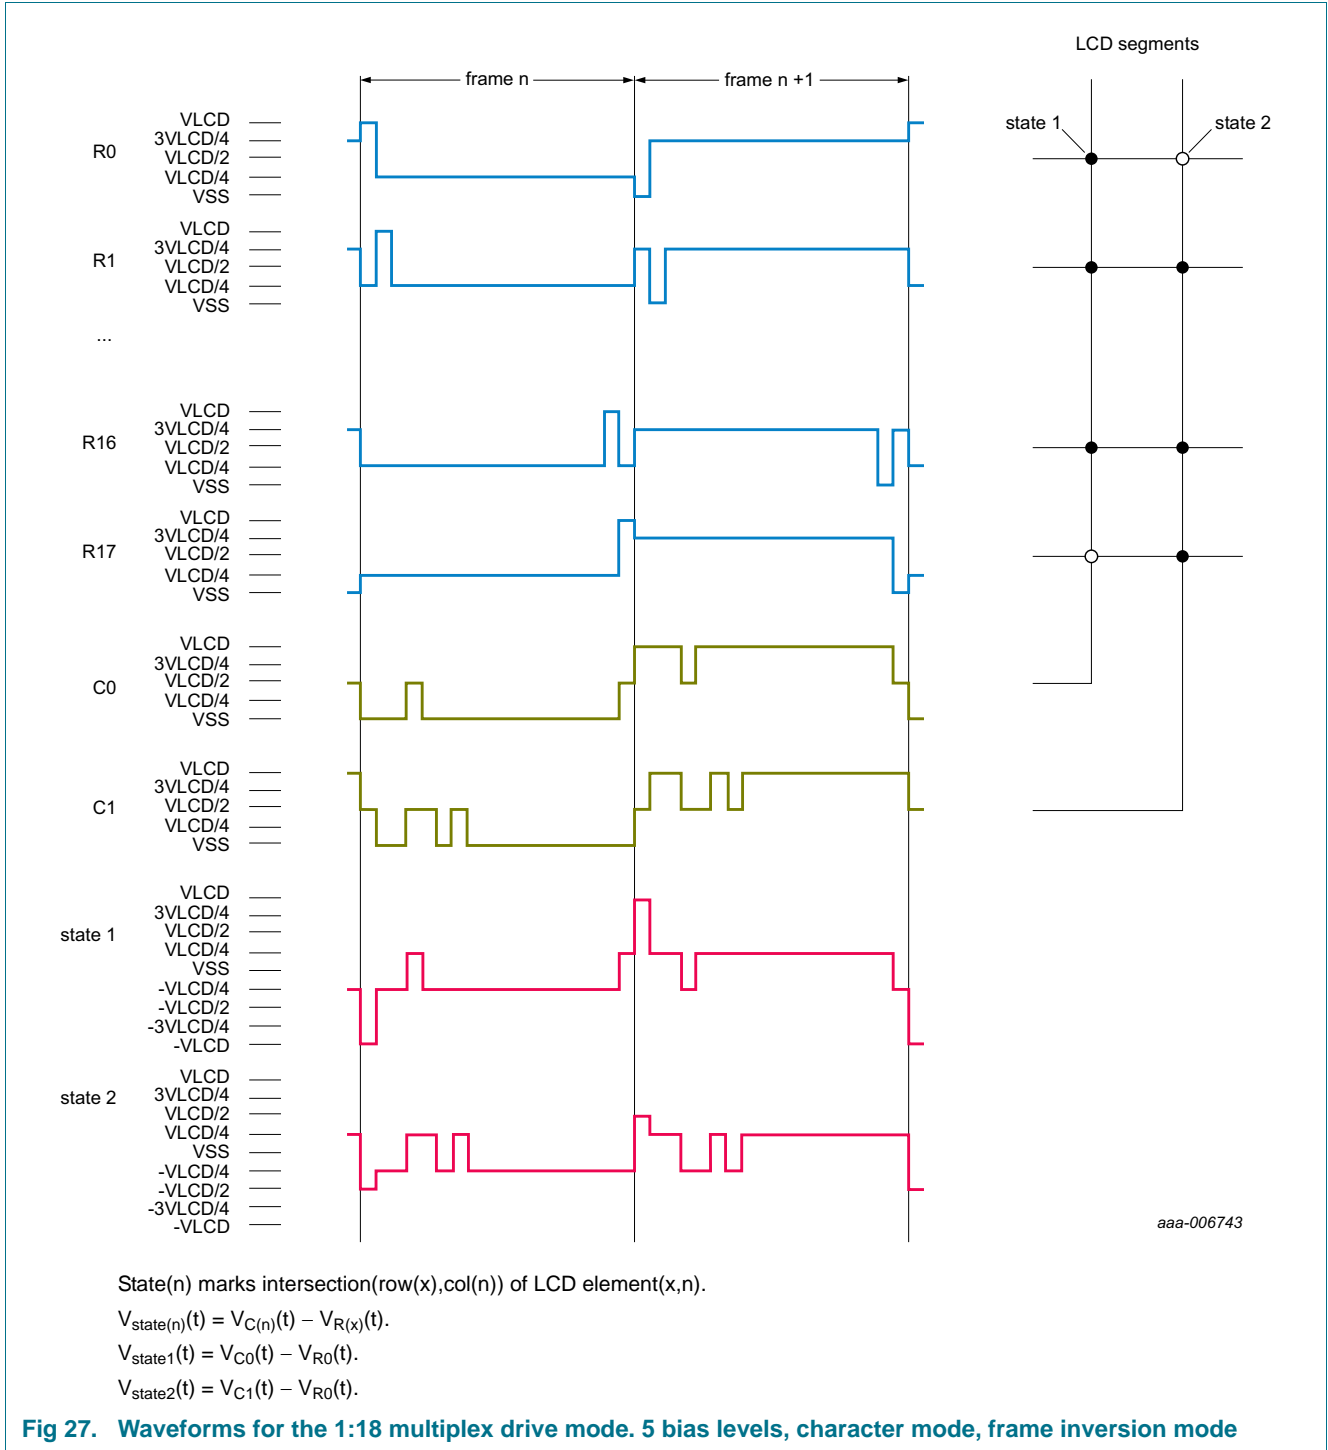 LCD segments
frame n
frame n +1
state 1
state 2
R0
VLCD
3VLCD/4
VLCD/2
VLCD/4
VSS
R1
VLCD
3VLCD/4
VLCD/2
VLCD/4
VSS
...
R16
VLCD
3VLCD/4
VLCD/2
VLCD/4
VSS
R17
VLCD
3VLCD/4
VLCD/2
VLCD/4
VSS
C0
VLCD
3VLCD/4
VLCD/2
VLCD/4
VSS
C1
VLCD
3VLCD/4
VLCD/2
VLCD/4
VSS
state 1
VLCD
3VLCD/4
VLCD/2
VLCD/4
VSS
-VLCD/4
-VLCD/2
-3VLCD/4
-VLCD
state 2
VLCD
3VLCD/4
VLCD/2
VLCD/4
VSS
-VLCD/4
-VLCD/2
-3VLCD/4
-VLCD
aaa-006743
State(n) marks intersection(row(x),col(n)) of LCD element(x,n).
Vstate(n)(t) = VC(n)(t) − VR(x)(t).
Vstate1(t) = VC0(t) − VR0(t).
Vstate2(t) = VC1(t) − VR0(t).
Fig 27. Waveforms for the 1:18 multiplex drive mode. 5 bias levels, character mode, frame inversion mode